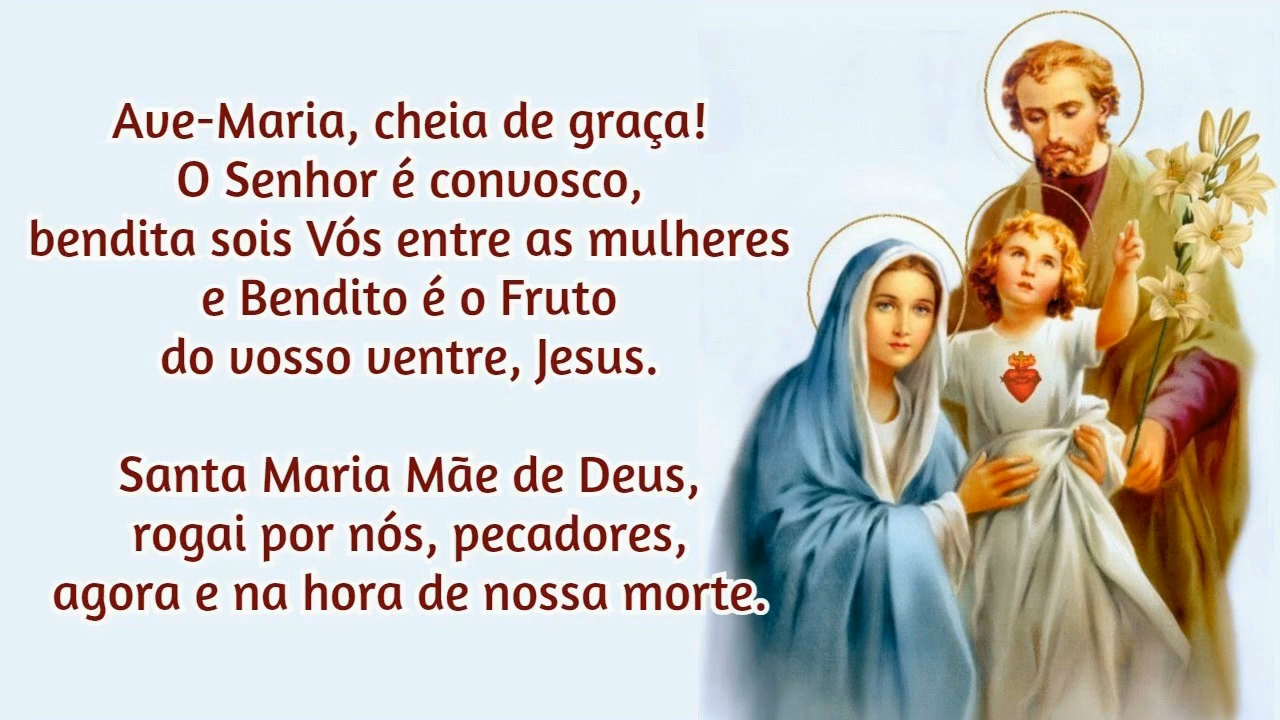 Ave-Maria, cheia de graça!
O Senhor é convosco,
bendita sois Vós entre as mulheres
e Bendito é o Fruto
do vosso ventre, Jesus.
Santa Maria Mãe de Deus,
rogai por nós, pecadores,
agora e na hora de nossa morte.